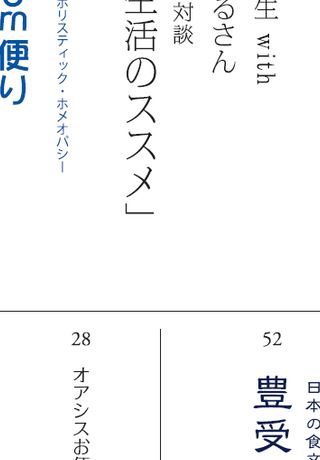 生 with
るさん
対談
生活のススメ」
ホリスティック・ホメオパシー
om 便り
52
日本の食文
豊受
28
オアシスお便